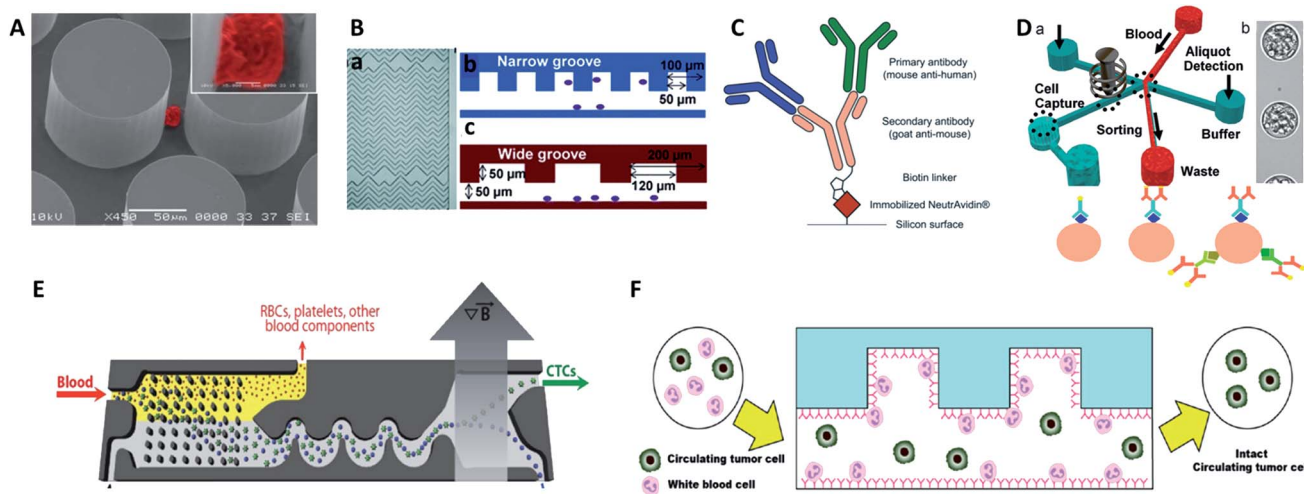 A
10kV X450 50µm 0000 33 37 SEI
B
a
b
Narrow groove
100 µm
50 µm
c
Wide groove
200 µm
50 µm
50 µm
120 µm
C
Primary antibody
(mouse anti-human)
Secondary antibody
(goat anti-mouse)
Biotin linker
Immobilized NeutrAvidin®
Silicon surface
D
a
b
Blood
Aliquot
Detection
Cell
Capture
Sorting
Buffer
Waste
E
RBCs, platelets, other
blood components
∇B
Blood
CTCs
F
Circulating tumor cell
White blood cell
Intact
Circulating tumor ce